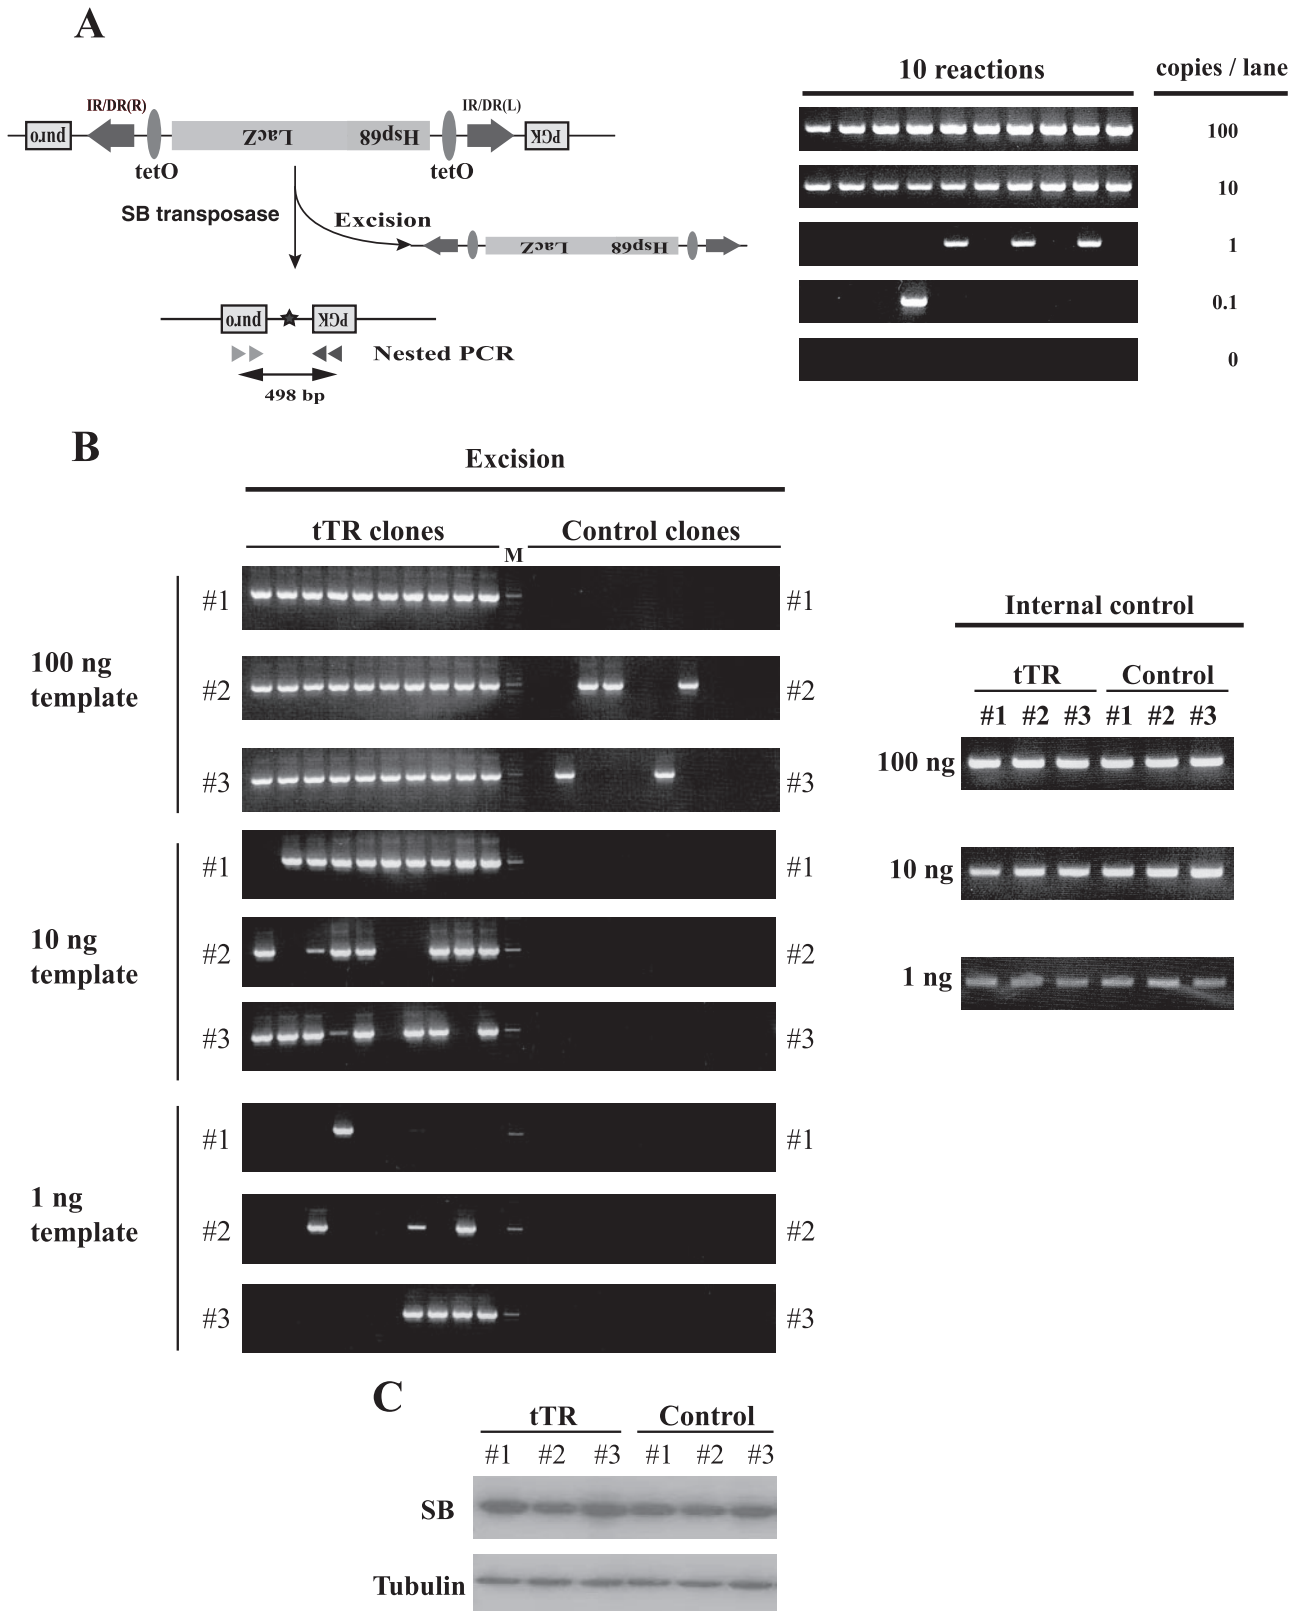 A
10 reactions
copies / lane
IR/DR(R)
IR/DR(L)
puro
LacZ
Hsp68
PGK
tetO
tetO
100
10
1
0.1
0
SB transposase
Excision
LacZ
Hsp68
puro
PGK
Nested PCR
498 bp
B
Excision
tTR clones
M
Control clones
100 ng
template
#1
#1
#2
#2
#3
#3
10 ng
template
#1
#1
#2
#2
#3
#3
1 ng
template
#1
#1
#2
#2
#3
#3
Internal control
tTR
Control
#1 #2 #3 #1 #2 #3
100 ng
10 ng
1 ng
C
tTR
Control
#1 #2 #3 #1 #2 #3
SB
Tubulin